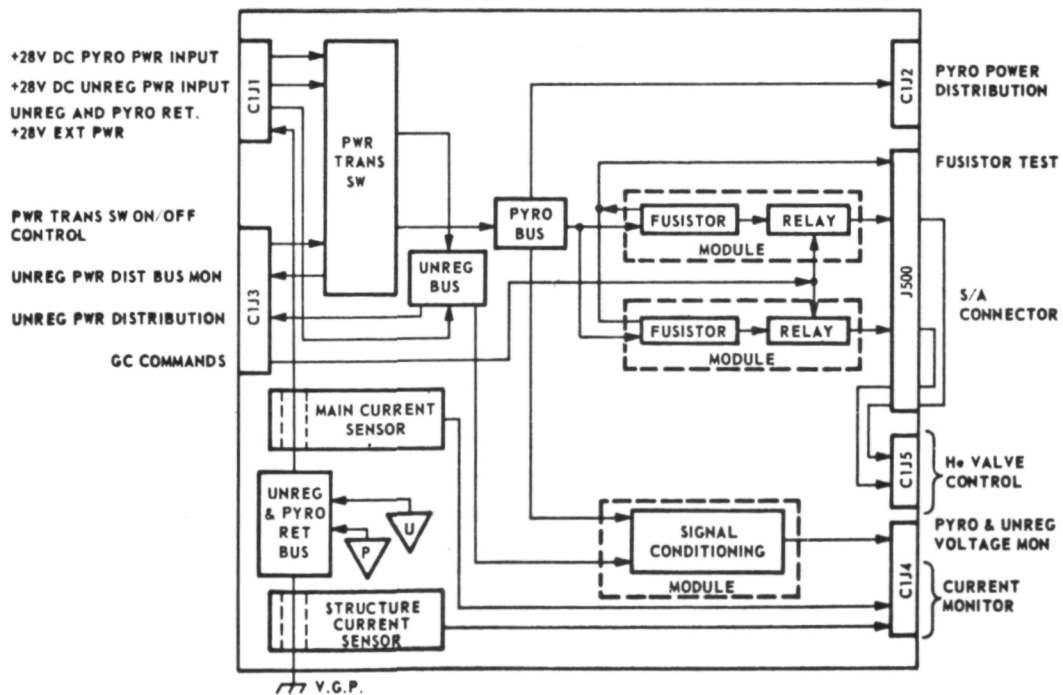 +28V DC PYRO PWR INPUT
+28V DC UNREG PWR INPUT
UNREG AND PYRO RET.
+28V EXT PWR
C1J1
PWR TRANS SW ON/OFF
CONTROL
UNREG PWR DIST BUS MON
UNREG PWR DISTRIBUTION
GC COMMANDS
C1J3
PWR
TRANS
SW
UNREG
BUS
PYRO
BUS
FUSISTOR
RELAY
MODULE
FUSISTOR
RELAY
MODULE
C1J2
PYRO POWER
DISTRIBUTION
FUSISTOR TEST
J500
S/A
CONNECTOR
C1J5
He VALVE
CONTROL
MAIN CURRENT
SENSOR
UNREG
& PYRO
RET
BUS
U
P
STRUCTURE
CURRENT
SENSOR
V.G.P.
SIGNAL
CONDITIONING
MODULE
C1J4
PYRO & UNREG
VOLTAGE MON
CURRENT
MONITOR